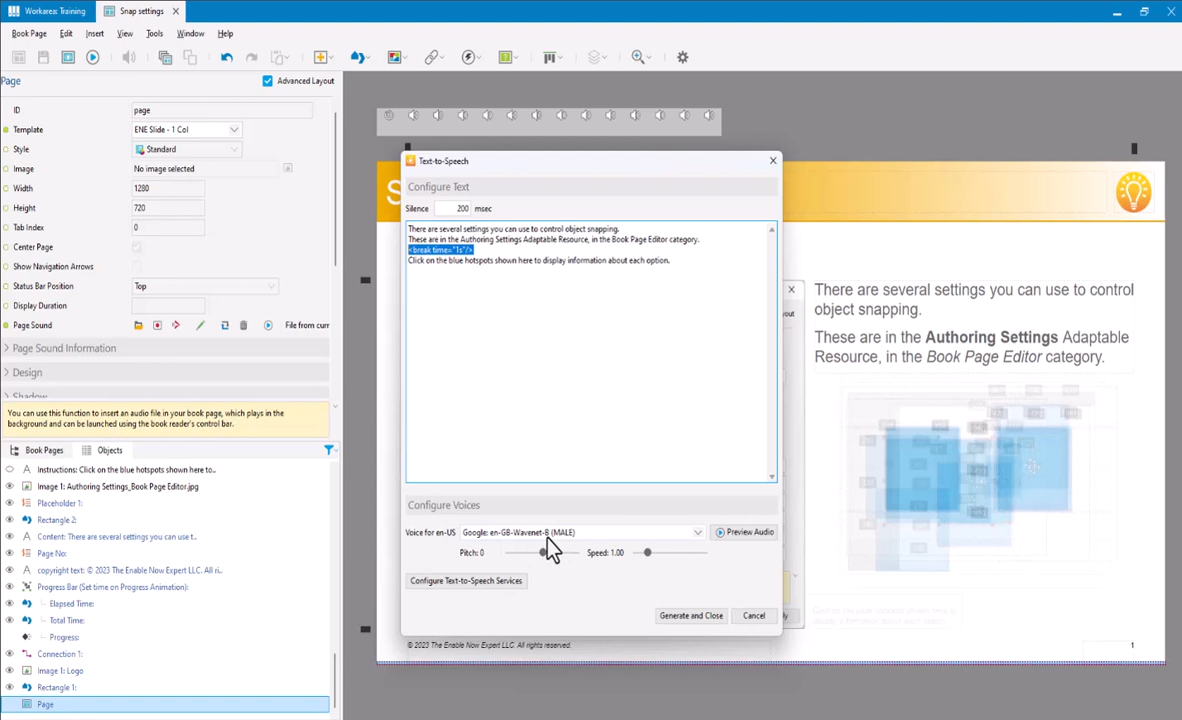 Workarea: Training
Snap settings
Book Page Edit Insert View Tools Window Help
Page
Advanced Layout
ID page
Template ENE Slide - 1 Col
Style Standard
Image No image selected
Width 1280
Height 720
Tab Index 0
Center Page
Show Navigation Arrows
Status Bar Position Top
Display Duration
Page Sound File from curr
Page Sound Information
Design
Shadow
You can use this function to insert an audio file in your book page, which plays in the
background and can be launched using the book reader's control bar.
Book Pages Objects
Instructions: Click on the blue hotspots shown here to..
Image 1: Authoring Settings_Book Page Editor.jpg
Placeholder 1:
Rectangle 2:
Content: There are several settings you can use t..
Page No:
copyright text: © 2023 The Enable Now Expert LLC. All ri..
Progress Bar (Set time on Progress Animation):
Elapsed Time:
Total Time:
Progress:
Connection 1:
Image 1: Logo
Rectangle 1:
Page
Text-to-Speech
Configure Text
Silence 200 msec
There are several settings you can use to control object snapping.
These are in the Authoring Settings Adaptable Resource, in the Book Page Editor category.
<break time="1s"/>
Click on the blue hotspots shown here to display information about each option.
Configure Voices
Voice for en-US Google: en-GB-Wavenet-B (MALE) Preview Audio
Pitch: 0 Speed: 1.00
Configure Text-to-Speech Services
Generate and Close Cancel
S
out
There are several settings you can use to control
object snapping.
These are in the Authoring Settings Adaptable
Resource, in the Book Page Editor category.
© 2023 The Enable Now Expert LLC. All rights reserved.
1